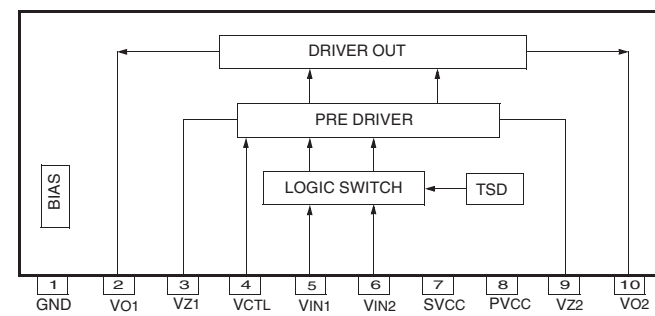 DRIVER OUT
PRE DRIVER
BIAS
LOGIC SWITCH
TSD
1 2 3 4 5 6 7 8 9 10
GND VO1 VZ1 VCTL VIN1 VIN2 SVCC PVCC VZ2 VO2